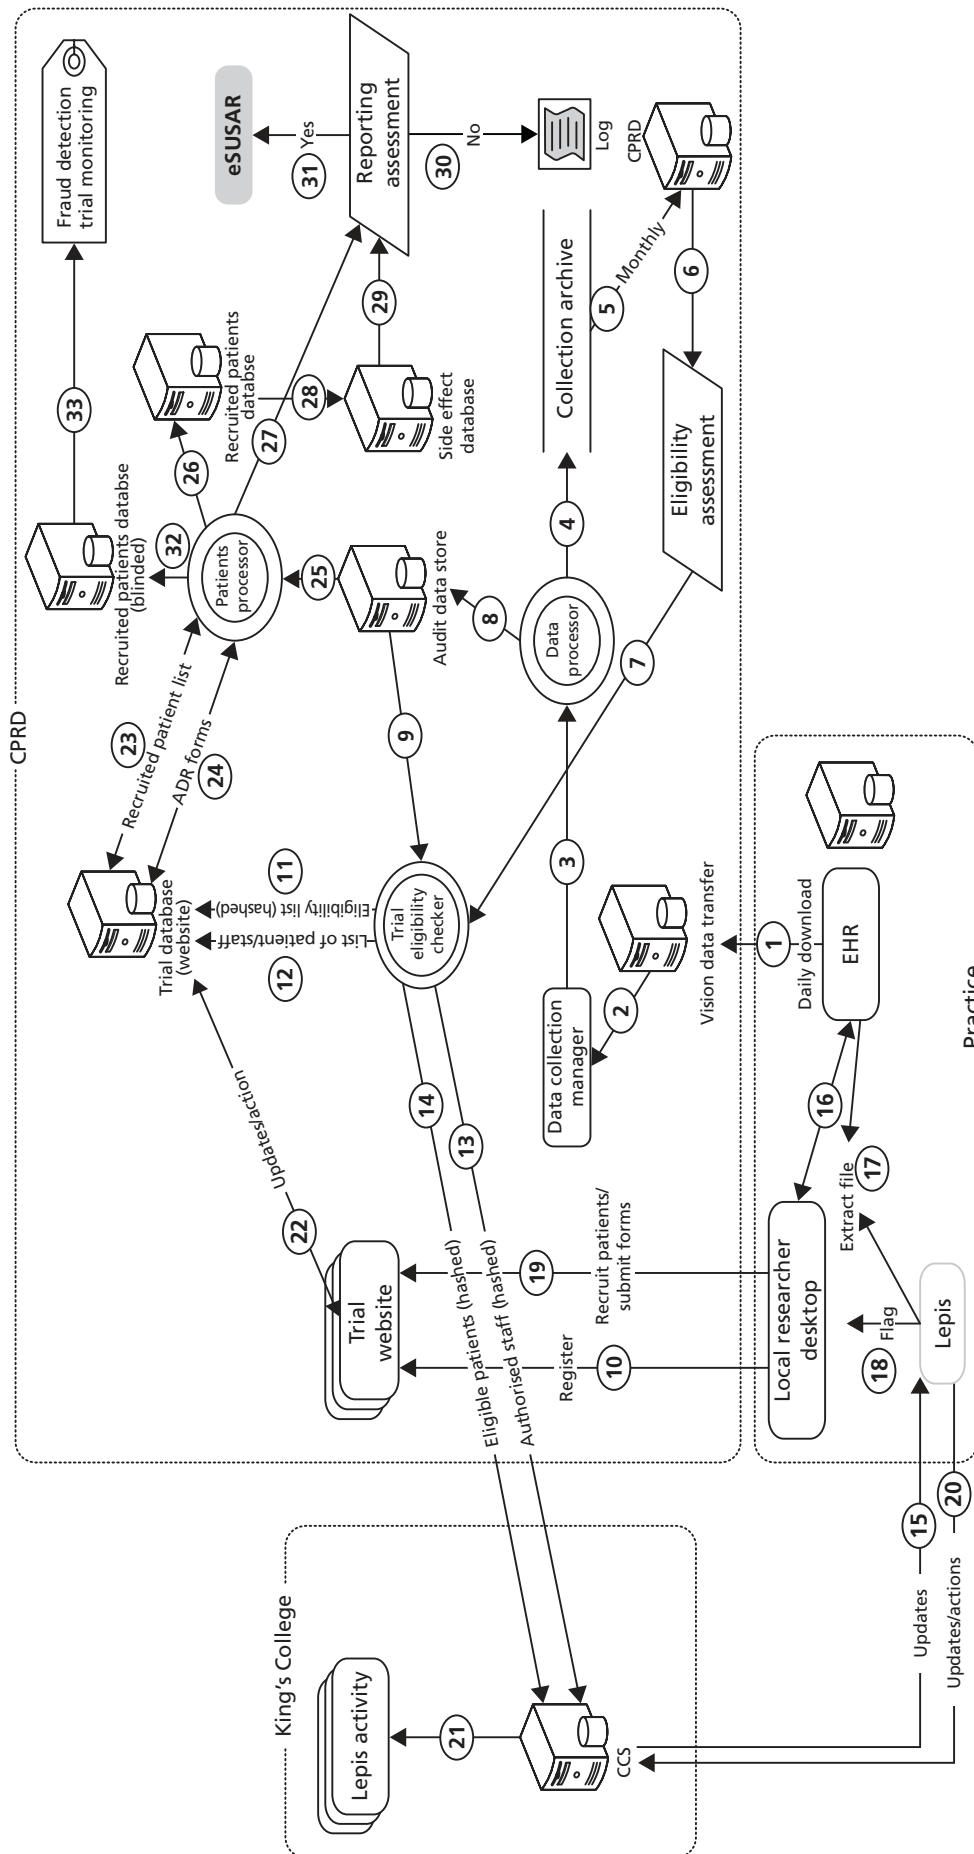 CPRD
Fraud detection
trial monitoring
33
Recruited patients databse
(blinded)
32
26
Recruited patients
databse
28
Side effect
database
29
27
Patients
processor
25
Audit data store
eSUSAR
31
Yes
Reporting
assessment
30
No
Log
CPRD
Monthly
5
6
Collection archive
Eligibility
assessment
4
8
Data
processor
7
9
3
23
Recruited patient list
24
ADR forms
Trial database
(website)
11
Eligibility list (hashed)
12
List of patient/staff
Trial
eligibility
checker
Updates/action
22
14
13
Eligible patients (hashed)
Authorised staff (hashed)
Data collection
manager
2
Vision data transfer
1
Daily download
EHR
Practice
16
17
Extract file
Trial
website
19
Recruit patients/
submit forms
Register
10
Local researcher
desktop
18
Flag
Lepis
King's College
Lepis activity
21
CCS
15
Updates
20
Updates/actions